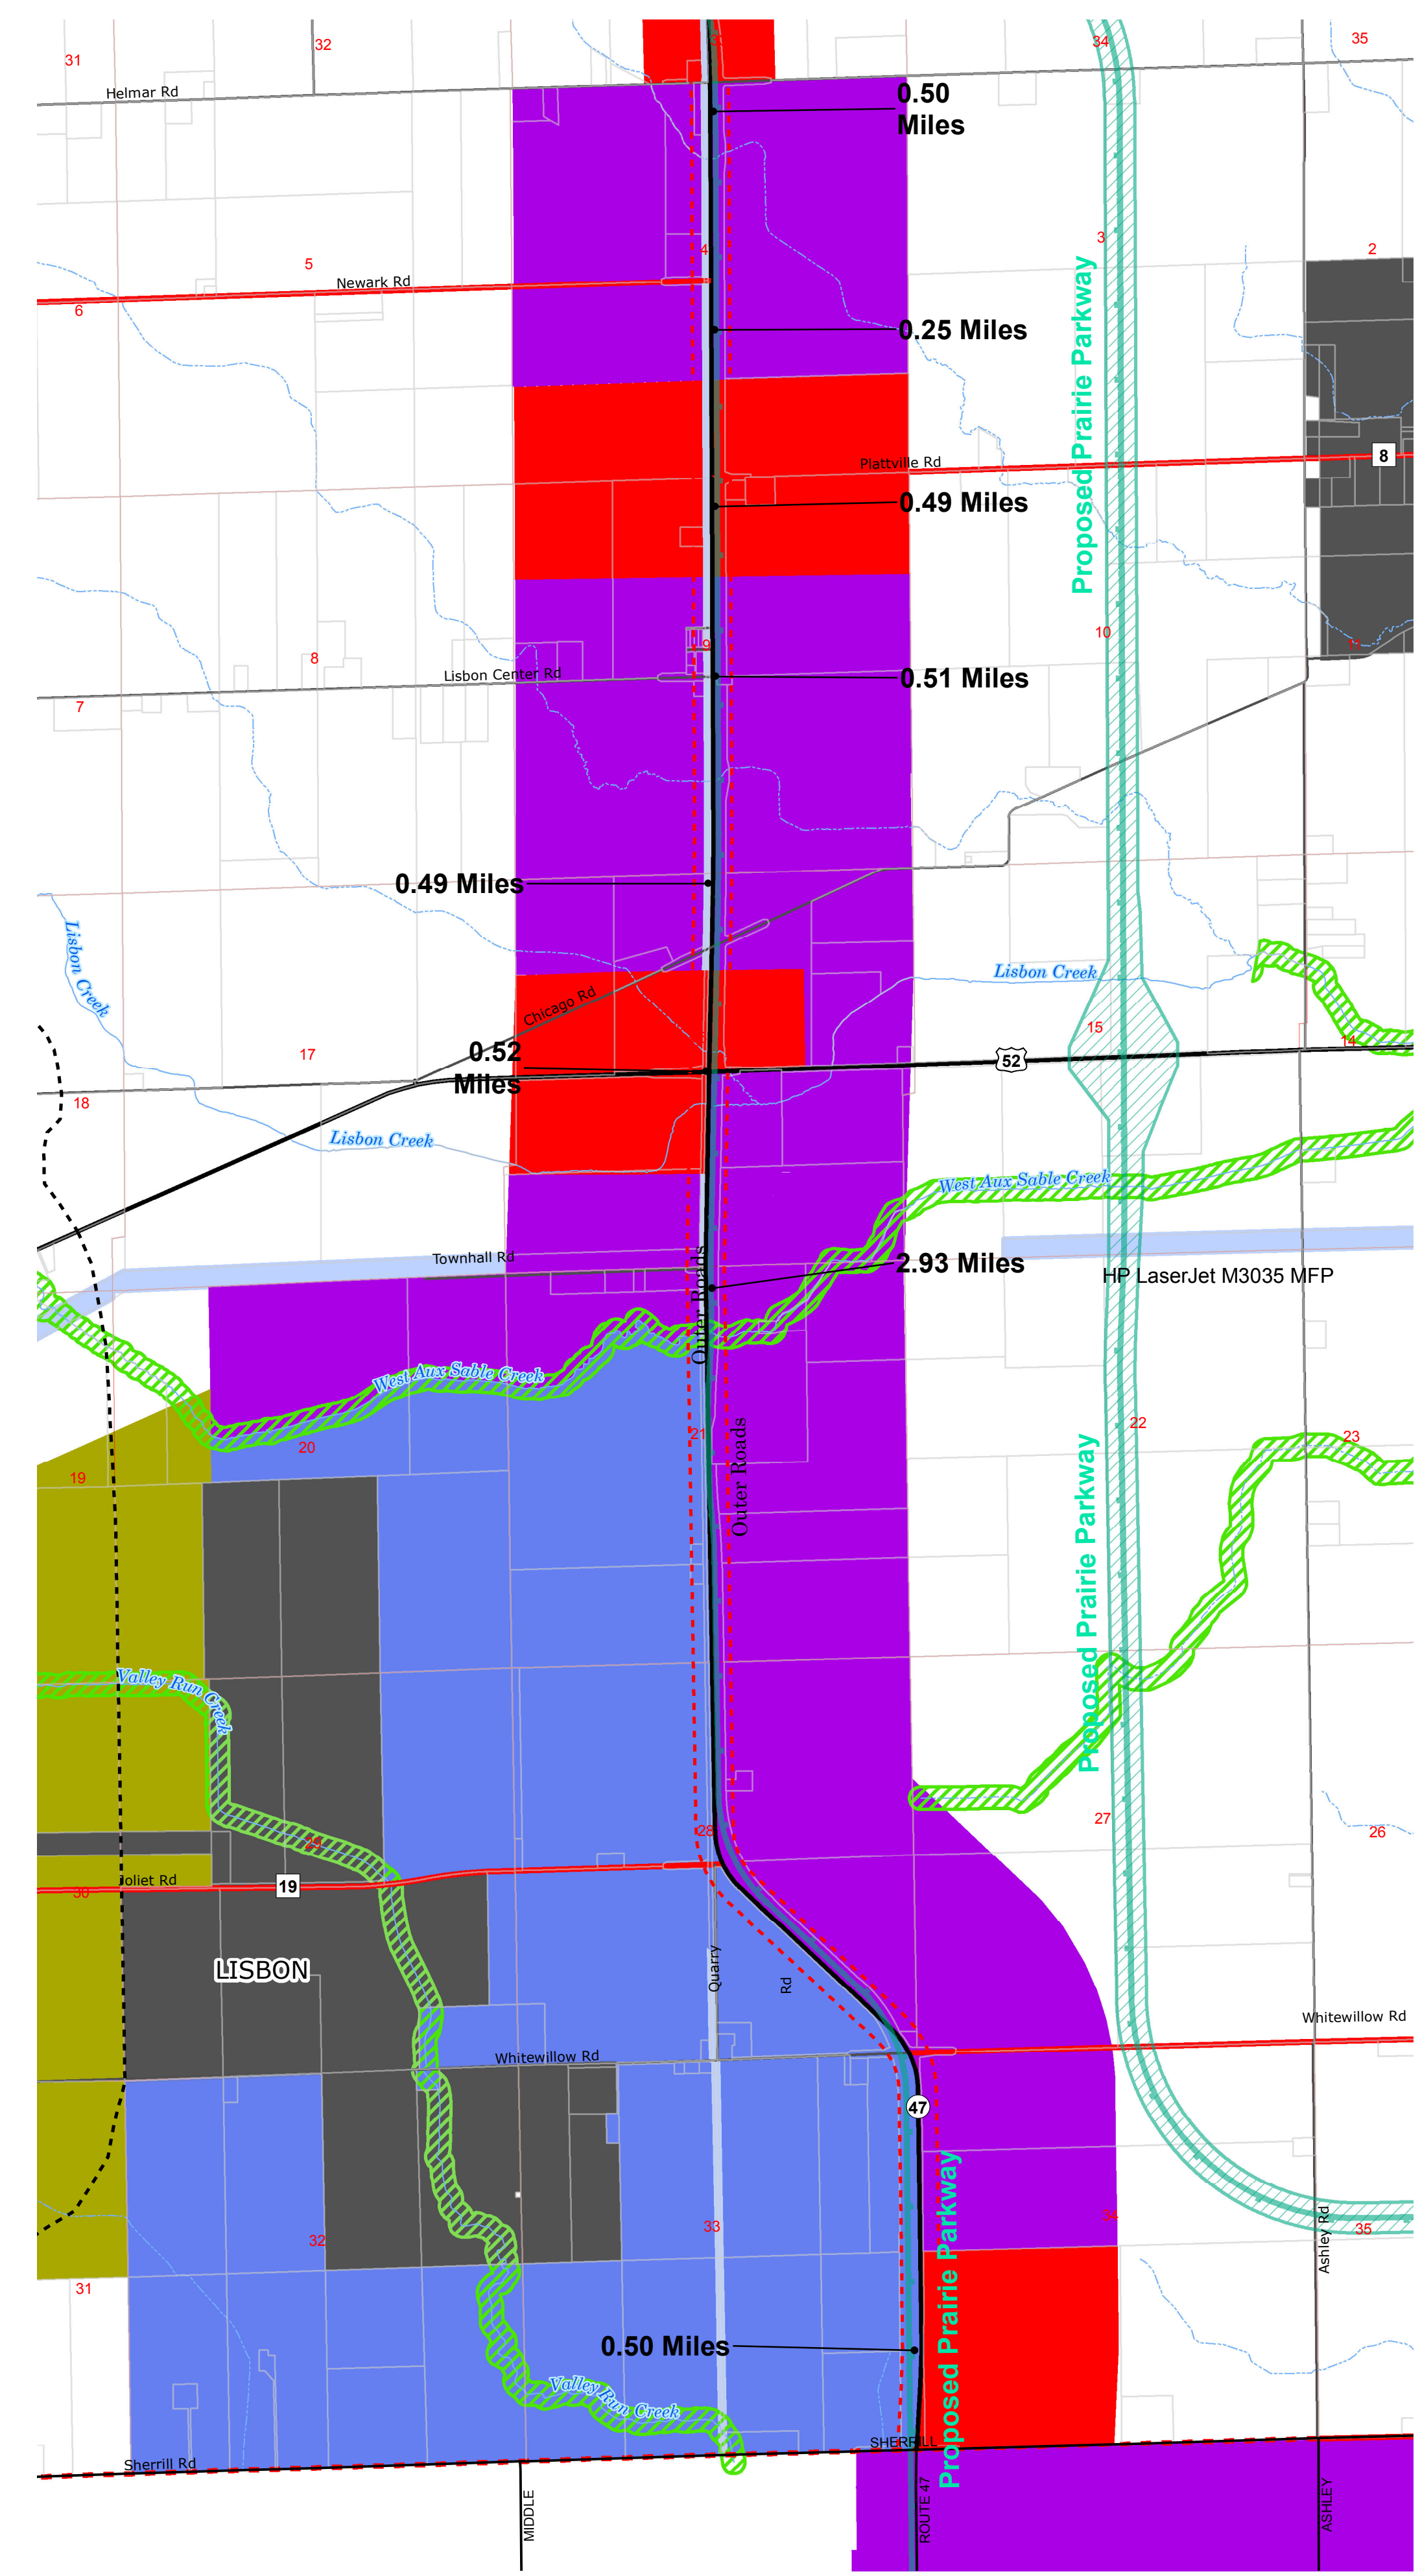 31
32
34
35
Helmar Rd
0.50
Miles
4
3
2
5
Newark Rd
6
0.25 Miles
Proposed Prairie Parkway
8
Plattville Rd
0.49 Miles
9
10
11
8
Lisbon Center Rd
0.51 Miles
7
0.49 Miles
Lisbon Creek
Lisbon Creek
Chicago Rd
15
14
17
0.52
Miles
52
18
Lisbon Creek
West Aux Sable Creek
Townhall Rd
Outer Roads
2.93 Miles
HP LaserJet M3035 MFP
West Aux Sable Creek
20
21
Outer Roads
22
23
19
Proposed Prairie Parkway
Valley Run Creek
28
27
26
29
30
Joliet Rd
19
LISBON
Quarry
Rd
Whitewillow Rd
Whitewillow Rd
47
Proposed Prairie Parkway
34
33
32
35
Ashley Rd
31
0.50 Miles
Valley Run Creek
SHERRILL
Sherrill Rd
MIDDLE
ROUTE 47
ASHLEY